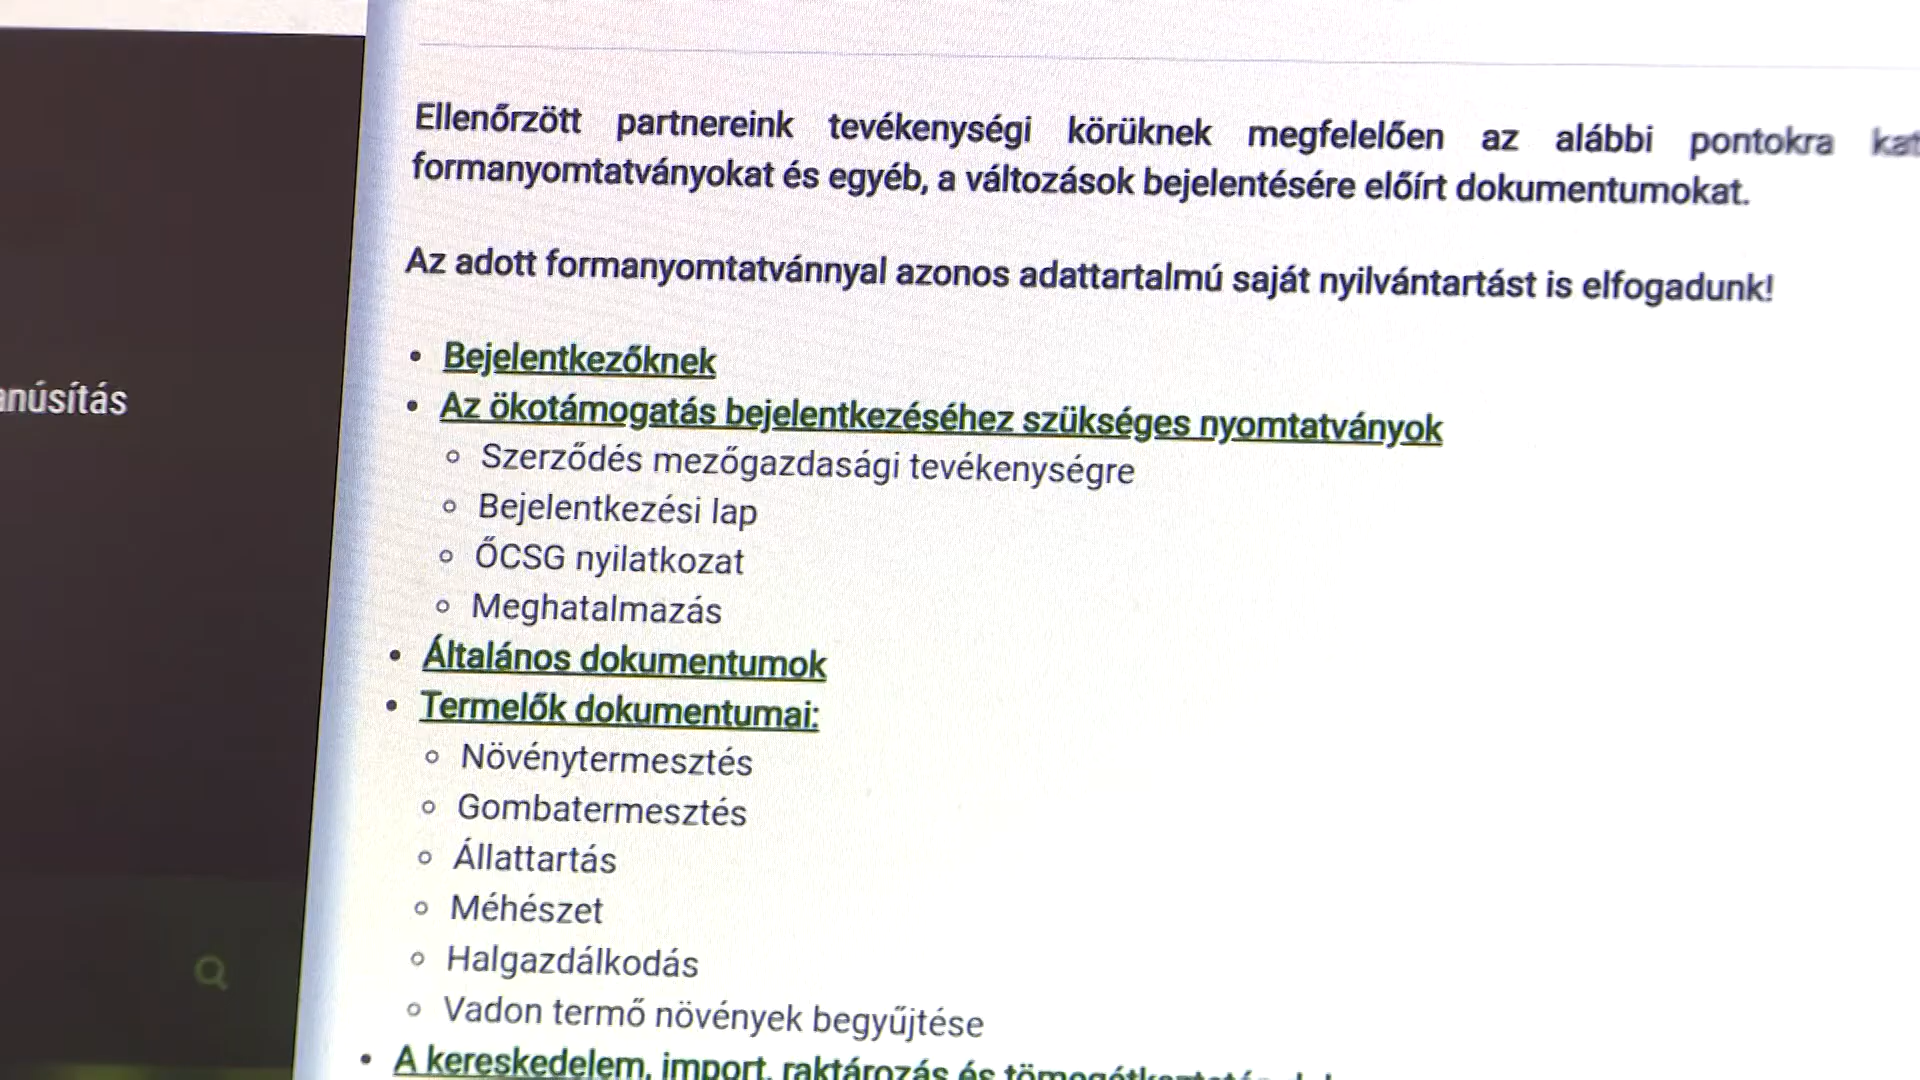 Ellenőrzött partnereink tevékenységi körüknek megfelelően az alábbi pontokra kat
formanyomtatványokat és egyéb, a változások bejelentésére előírt dokumentumokat.
Az adott formanyomtatvánnyal azonos adattartalmú saját nyilvántartást is elfogadunk!
• Bejelentkezőknek
• Az ökotámogatás bejelentkezéséhez szükséges nyomtatványok
anúsítás
◦ Szerződés mezőgazdasági tevékenységre
◦ Bejelentkezési lap
◦ ŐCSG nyilatkozat
◦ Meghatalmazás
• Általános dokumentumok
• Termelők dokumentumai:
◦ Növénytermesztés
◦ Gombatermesztés
◦ Állattartás
◦ Méhészet
◦ Halgazdálkodás
◦ Vadon termő növények begyűjtése
• A kereskedelem, import, raktározás és